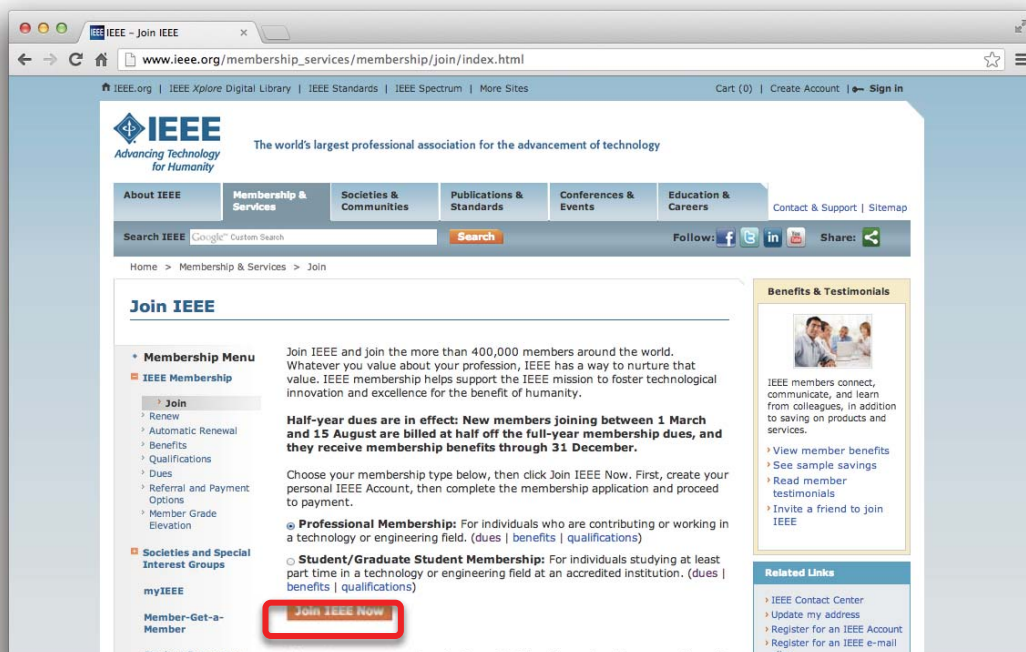 IEEE IEEE – Join IEEE
www.ieee.org/membership_services/membership/join/index.html
IEEE.org | IEEE Xplore Digital Library | IEEE Standards | IEEE Spectrum | More Sites
Cart (0) | Create Account | Sign in
IEEE
Advancing Technology
for Humanity
The world's largest professional association for the advancement of technology
About IEEE
Membership &
Services
Societies &
Communities
Publications &
Standards
Conferences &
Events
Education &
Careers
Contact & Support | Sitemap
Search IEEE Google™ Custom Search
Search
Follow:
Share:
Home > Membership & Services > Join
Join IEEE
Membership Menu
IEEE Membership
Join
Renew
Automatic Renewal
Benefits
Qualifications
Dues
Referral and Payment
Options
Member Grade
Elevation
Societies and Special
Interest Groups
myIEEE
Member-Get-a-
Member
Join IEEE and join the more than 400,000 members around the world.
Whatever you value about your profession, IEEE has a way to nurture that
value. IEEE membership helps support the IEEE mission to foster technological
innovation and excellence for the benefit of humanity.
Half-year dues are in effect: New members joining between 1 March
and 15 August are billed at half off the full-year membership dues, and
they receive membership benefits through 31 December.
Choose your membership type below, then click Join IEEE Now. First, create your
personal IEEE Account, then complete the membership application and proceed
to payment.
Professional Membership: For individuals who are contributing or working in
a technology or engineering field. (dues | benefits | qualifications)
Student/Graduate Student Membership: For individuals studying at least
part time in a technology or engineering field at an accredited institution. (dues |
benefits | qualifications)
Join IEEE Now
Benefits & Testimonials
IEEE members connect,
communicate, and learn
from colleagues, in addition
to saving on products and
services.
View member benefits
See sample savings
Read member
testimonials
Invite a friend to join
IEEE
Related Links
IEEE Contact Center
Update my address
Register for an IEEE Account
Register for an IEEE e-mail